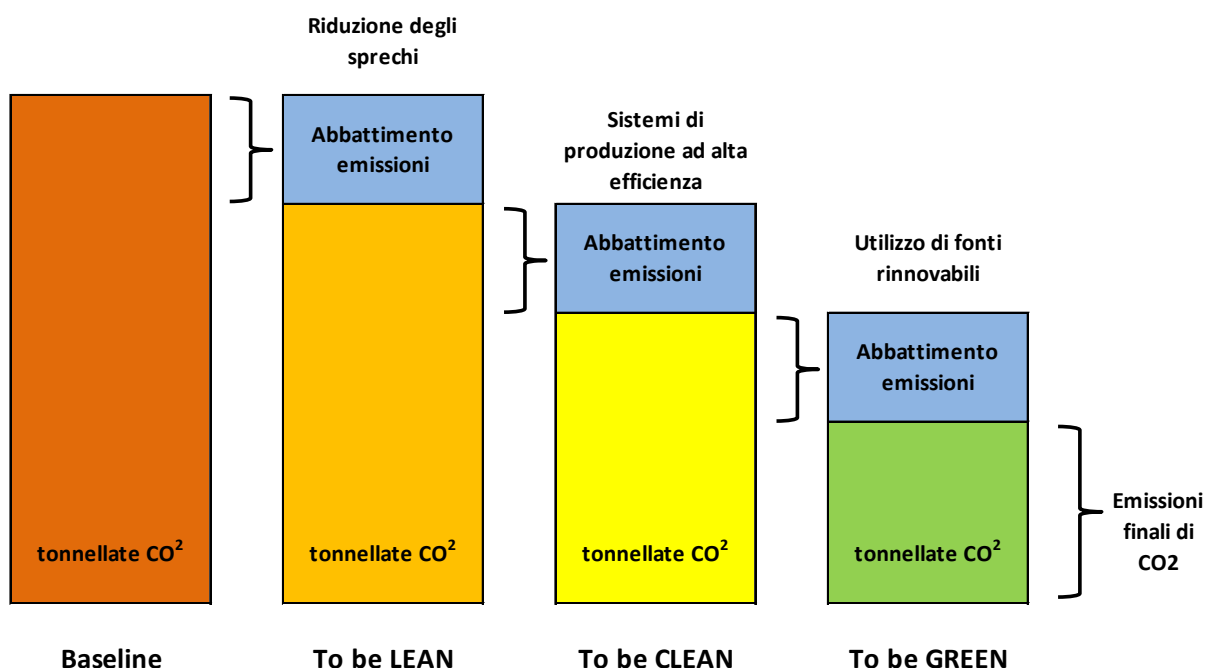 Riduzione degli
sprechi
Abbattimento
emissioni
Sistemi di
produzione ad alta
efficienza
Abbattimento
emissioni
Utilizzo di fonti
rinnovabili
Abbattimento
emissioni
tonnellate CO²
tonnellate CO²
tonnellate CO²
tonnellate CO²
Emissioni
finali di
CO2
Baseline
To be LEAN
To be CLEAN
To be GREEN